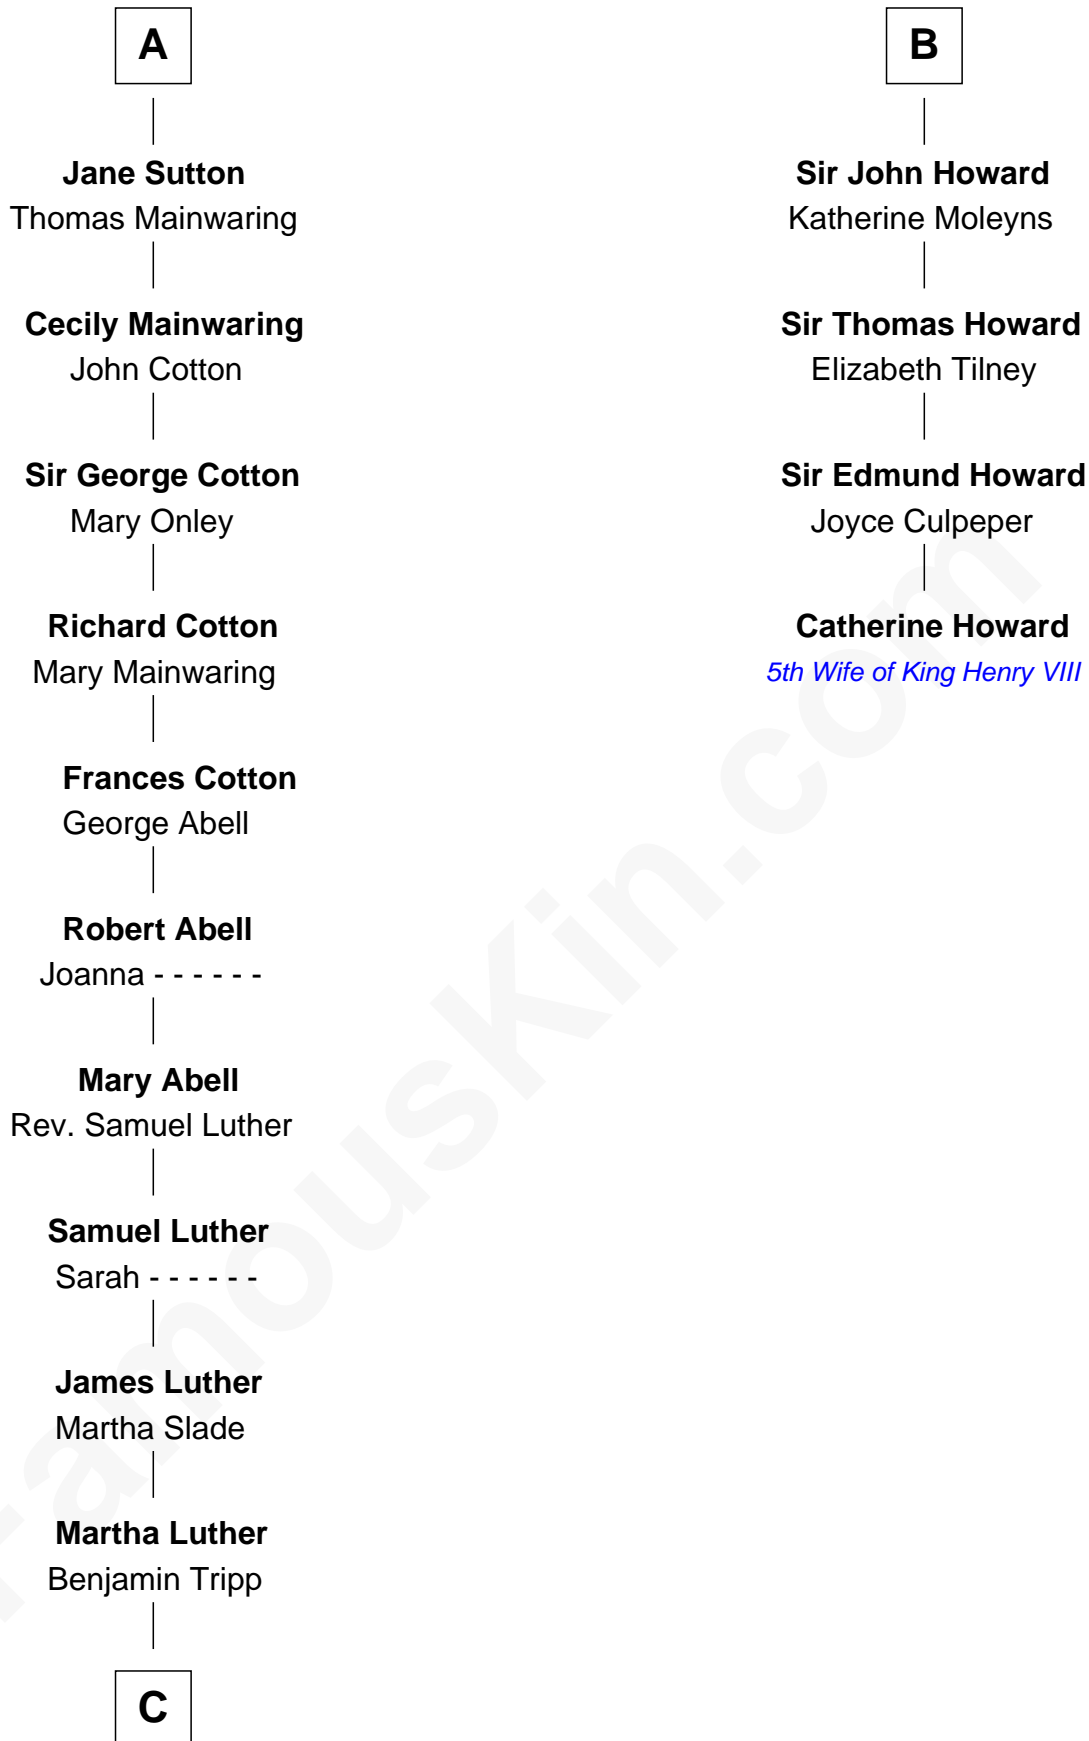 A
Jane Sutton
Thomas Mainwaring
Cecily Mainwaring
John Cotton
Sir George Cotton
Mary Onley
Richard Cotton
Mary Mainwaring
Frances Cotton
George Abell
Robert Abell
Joanna - - - - - -
Mary Abell
Rev. Samuel Luther
Samuel Luther
Sarah - - - - - -
James Luther
Martha Slade
Martha Luther
Benjamin Tripp
C
B
Sir John Howard
Katherine Moleyns
Sir Thomas Howard
Elizabeth Tilney
Sir Edmund Howard
Joyce Culpeper
Catherine Howard
5th Wife of King Henry VIII
FamousKin.com